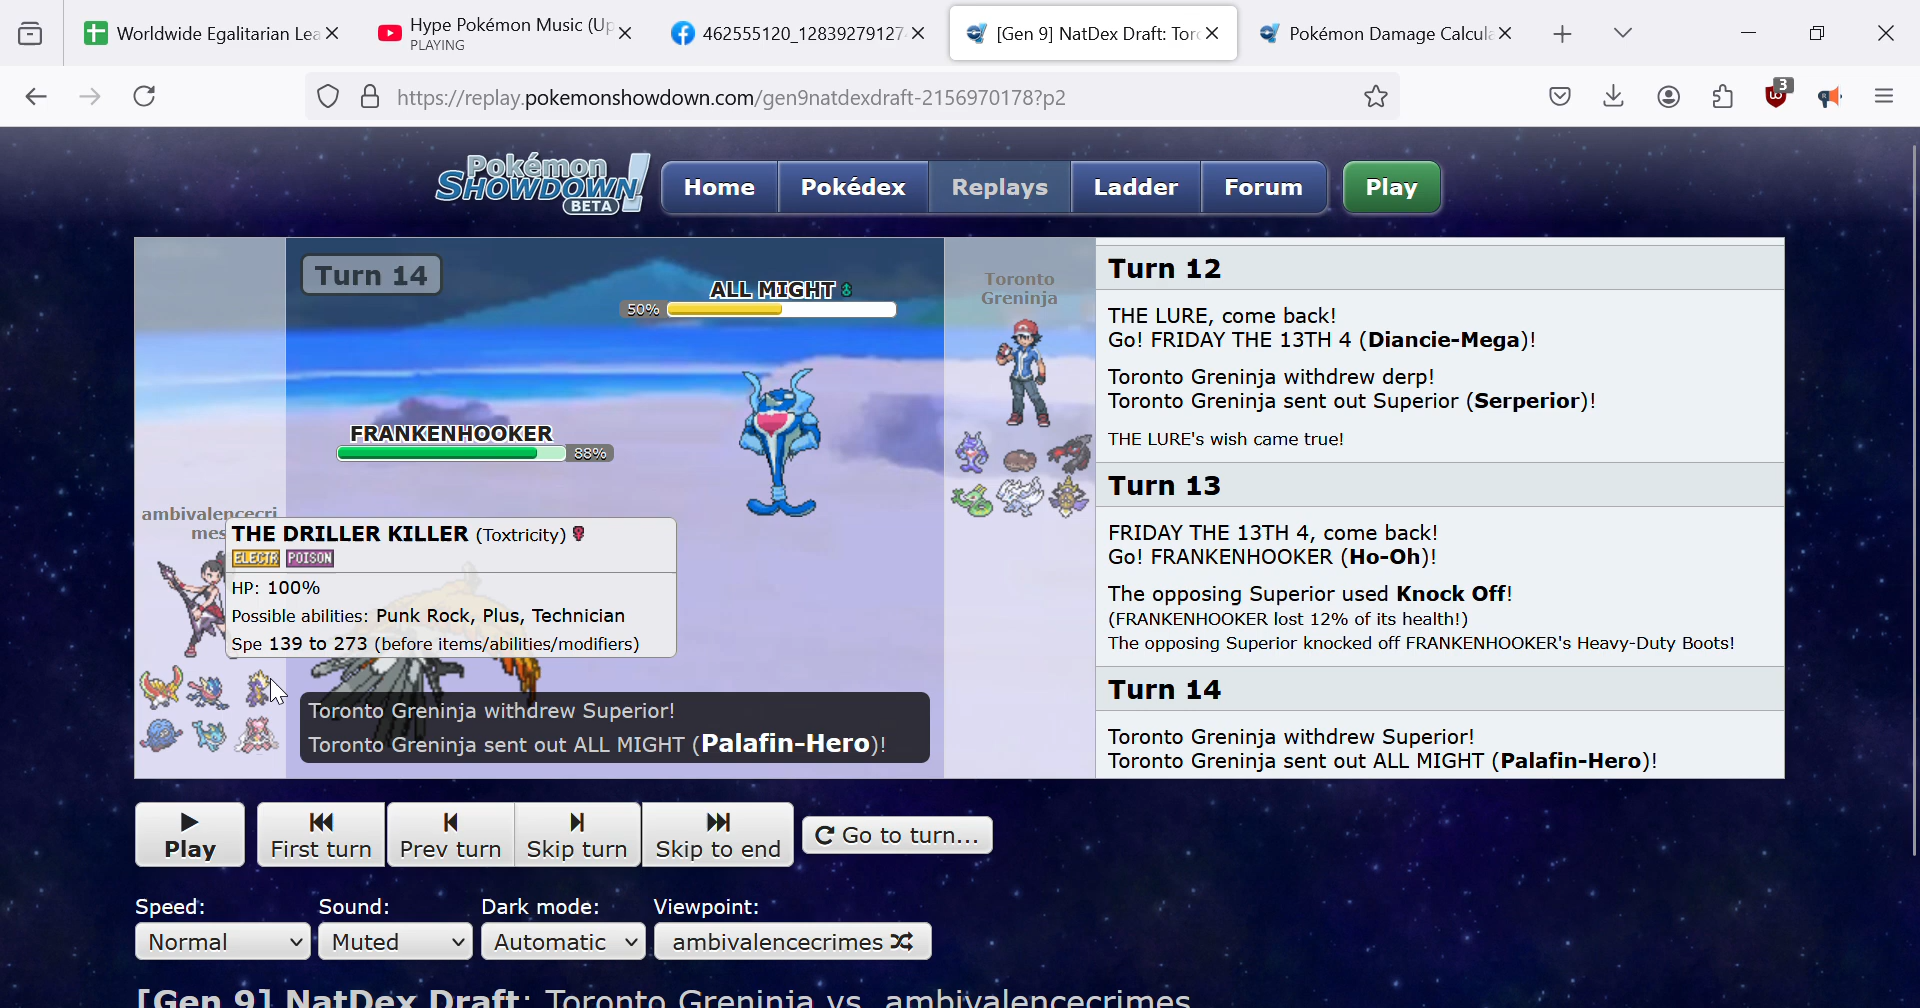 Worldwide Egalitarian Lea
Hype Pokémon Music (Up
PLAYING
462555120_12839279127
[Gen 9] NatDex Draft: Toro
Pokémon Damage Calcula
https://replay.pokemonshowdown.com/gen9natdexdraft-2156970178?p2
3
Pokémon
SHOWDOWN!
BETA
Home
Pokédex
Replays
Ladder
Forum
Play
Turn 14
ALL MIGHT
50%
FRANKENHOOKER
88%
Toronto
Greninja
ambivalencecri
mes
THE DRILLER KILLER (Toxtricity)
ELECTR POISON
HP: 100%
Possible abilities: Punk Rock, Plus, Technician
Spe 139 to 273 (before items/abilities/modifiers)
Toronto Greninja withdrew Superior!
Toronto Greninja sent out ALL MIGHT (Palafin-Hero)!
Turn 12
THE LURE, come back!
Go! FRIDAY THE 13TH 4 (Diancie-Mega)!
Toronto Greninja withdrew derp!
Toronto Greninja sent out Superior (Serperior)!
THE LURE's wish came true!
Turn 13
FRIDAY THE 13TH 4, come back!
Go! FRANKENHOOKER (Ho-Oh)!
The opposing Superior used Knock Off!
(FRANKENHOOKER lost 12% of its health!)
The opposing Superior knocked off FRANKENHOOKER's Heavy-Duty Boots!
Turn 14
Toronto Greninja withdrew Superior!
Toronto Greninja sent out ALL MIGHT (Palafin-Hero)!
Play
First turn
Prev turn
Skip turn
Skip to end
Go to turn...
Speed:
Sound:
Dark mode:
Viewpoint:
Normal
Muted
Automatic
ambivalencecrimes
[Gen 9] NatDex Draft: Toronto Greninja vs. ambivalencecrimes